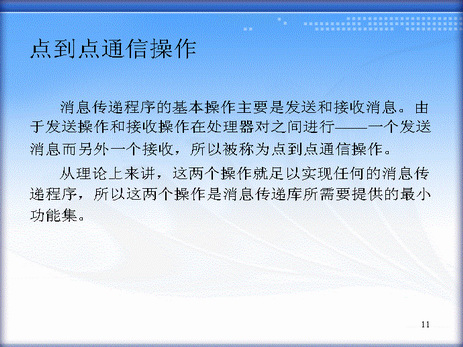 点到点通信操作
消息传递程序的基本操作主要是发送和接收消息。由
于发送操作和接收操作在处理器对之间进行——一个发送
消息而另外一个接收，所以被称为点到点通信操作。
从理论上来讲，这两个操作就足以实现任何的消息传
递程序，所以这两个操作是消息传递库所需要提供的最小
功能集。
11